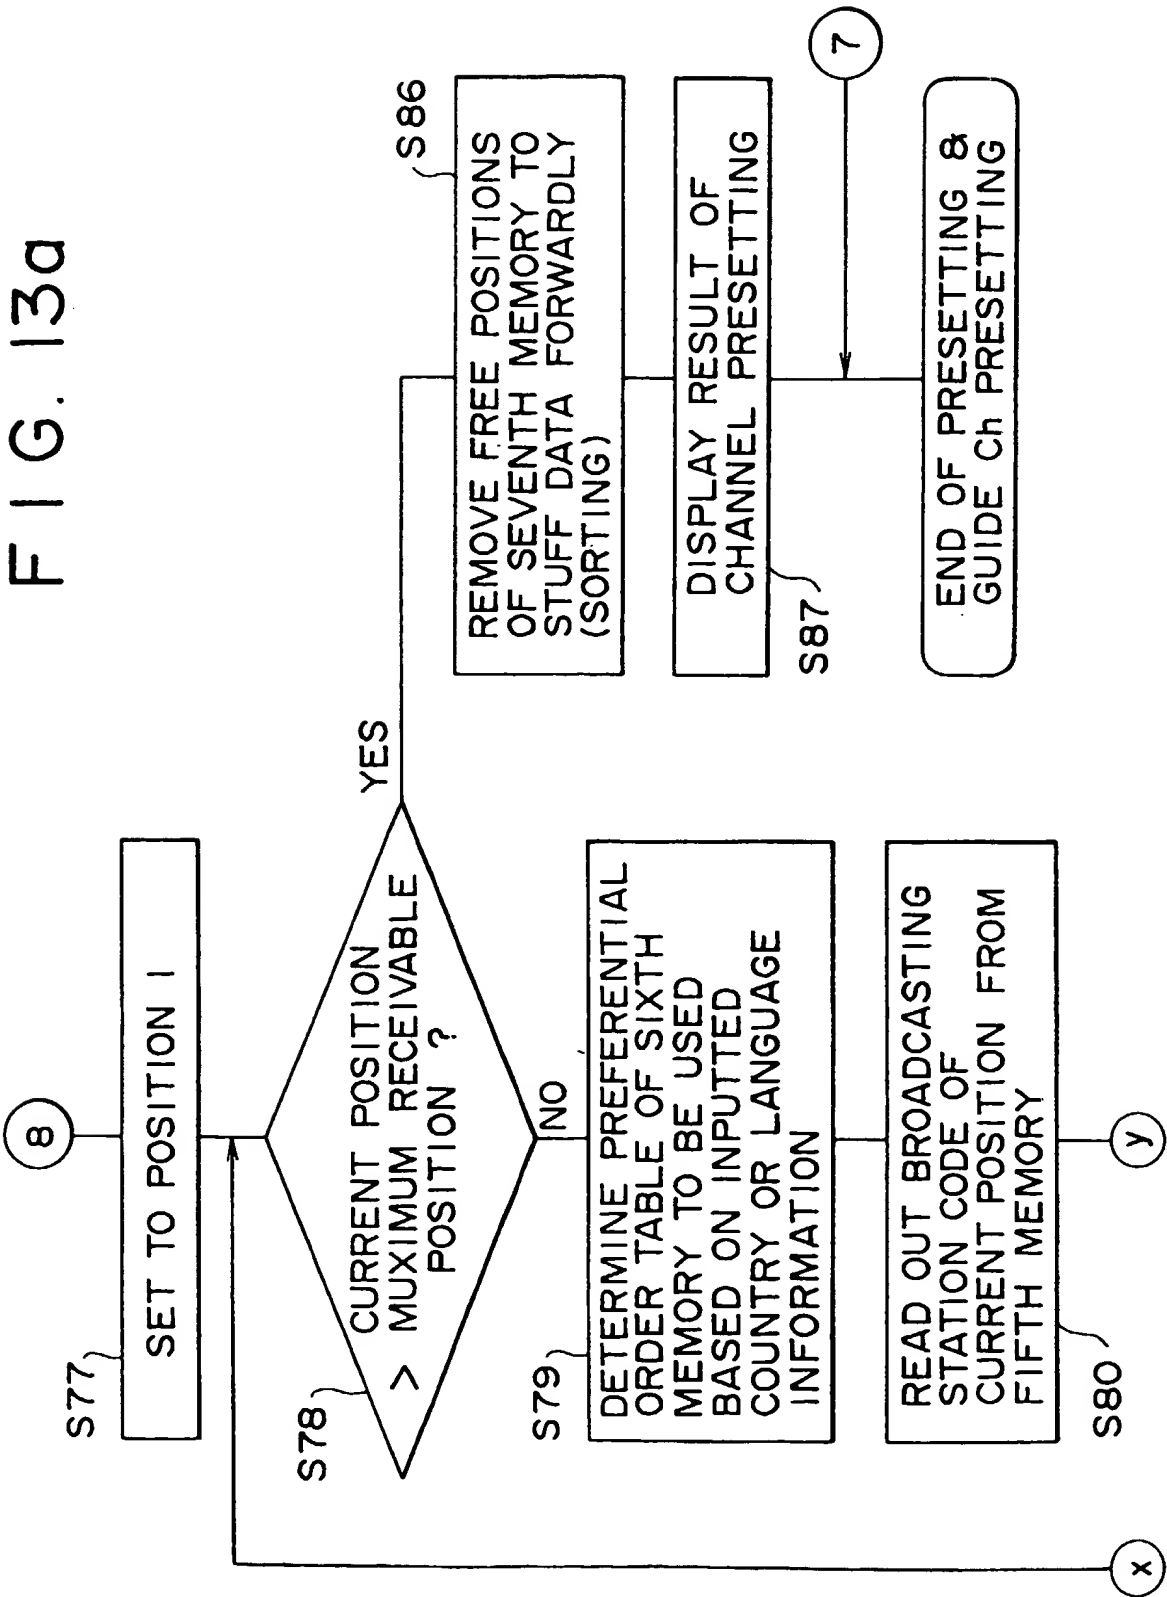 FIG. 13a
8
S77
SET TO POSITION 1
S78
CURRENT POSITION
> MUXIMUM RECEIVABLE
POSITION ?
YES
NO
S79
DETERMINE PREFERENTIAL
ORDER TABLE OF SIXTH
MEMORY TO BE USED
BASED ON INPUTTED
COUNTRY OR LANGUAGE
INFORMATION
READ OUT BROADCASTING
STATION CODE OF
CURRENT POSITION FROM
FIFTH MEMORY
S80
x
y
S86
REMOVE FREE POSITIONS
OF SEVENTH MEMORY TO
STUFF DATA FORWARDLY
(SORTING)
DISPLAY RESULT OF
CHANNEL PRESETTING
S87
7
END OF PRESETTING &
GUIDE Ch PRESETTING